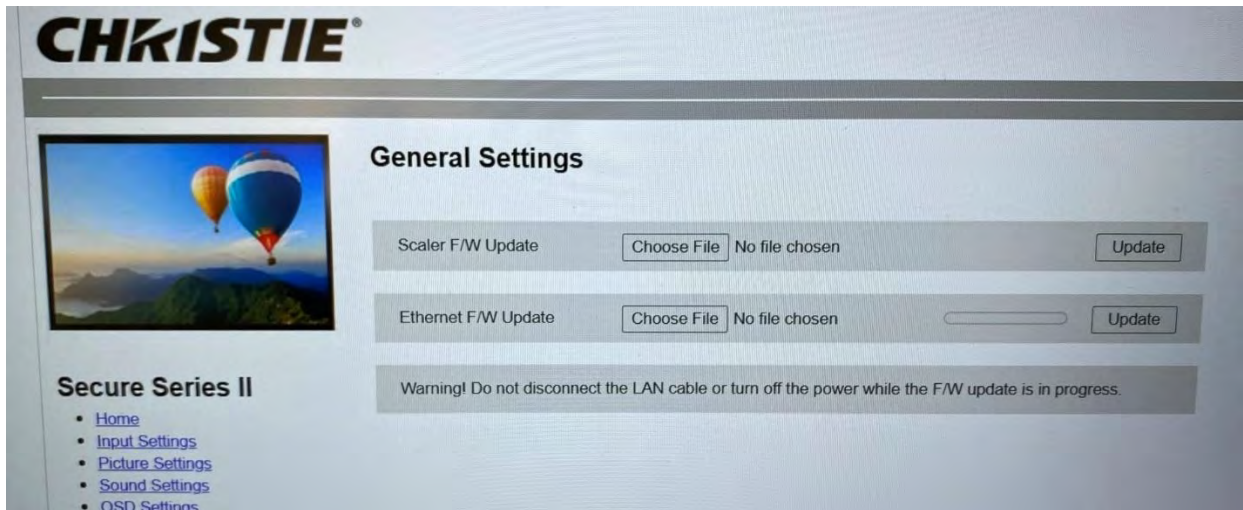 CHRISTIE®
General Settings
Scaler F/W Update Choose File No file chosen Update
Ethernet F/W Update Choose File No file chosen Update
Warning! Do not disconnect the LAN cable or turn off the power while the F/W update is in progress.
Secure Series II
Home
Input Settings
Picture Settings
Sound Settings
OSD Settings